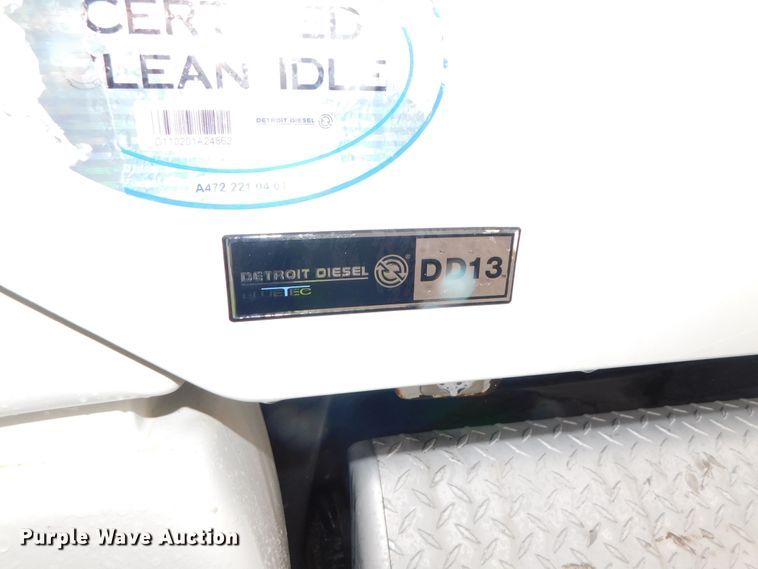 CERTIFIED
CLEAN IDLE
DETROIT DIESEL
A472 221 04 01
DETROIT DIESEL ® DD13
BLUETEC
Purple Wave Auction